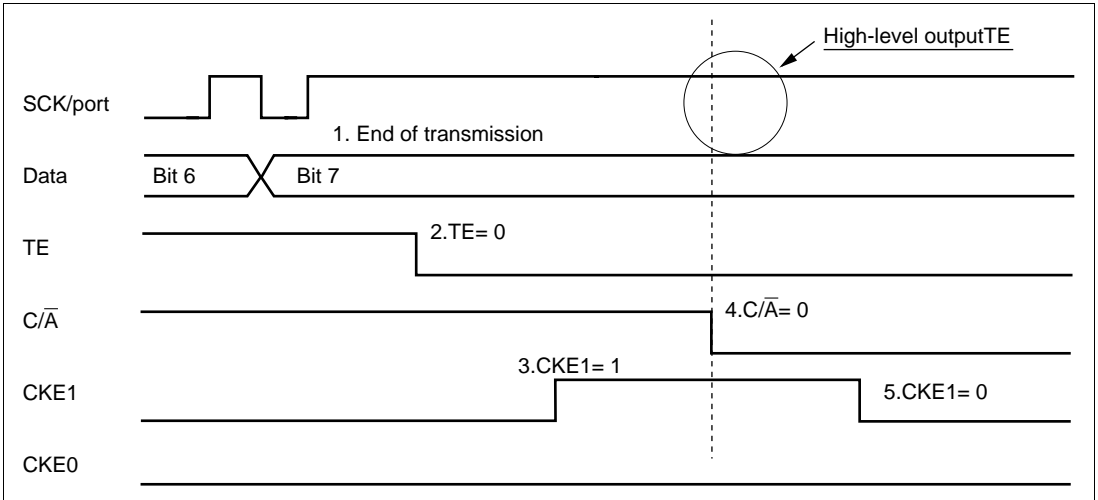 High-level outputTE
SCK/port
1. End of transmission
Data
Bit 6
Bit 7
TE
2.TE= 0
C/A̅
4.C/A̅= 0
3.CKE1= 1
CKE1
5.CKE1= 0
CKE0